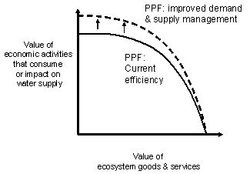 PPF: improved demand
& supply management
Value of
economic activities
that consume
or impact on
water supply
PPF:
Current
efficiency
Value of
ecosystem goods & services